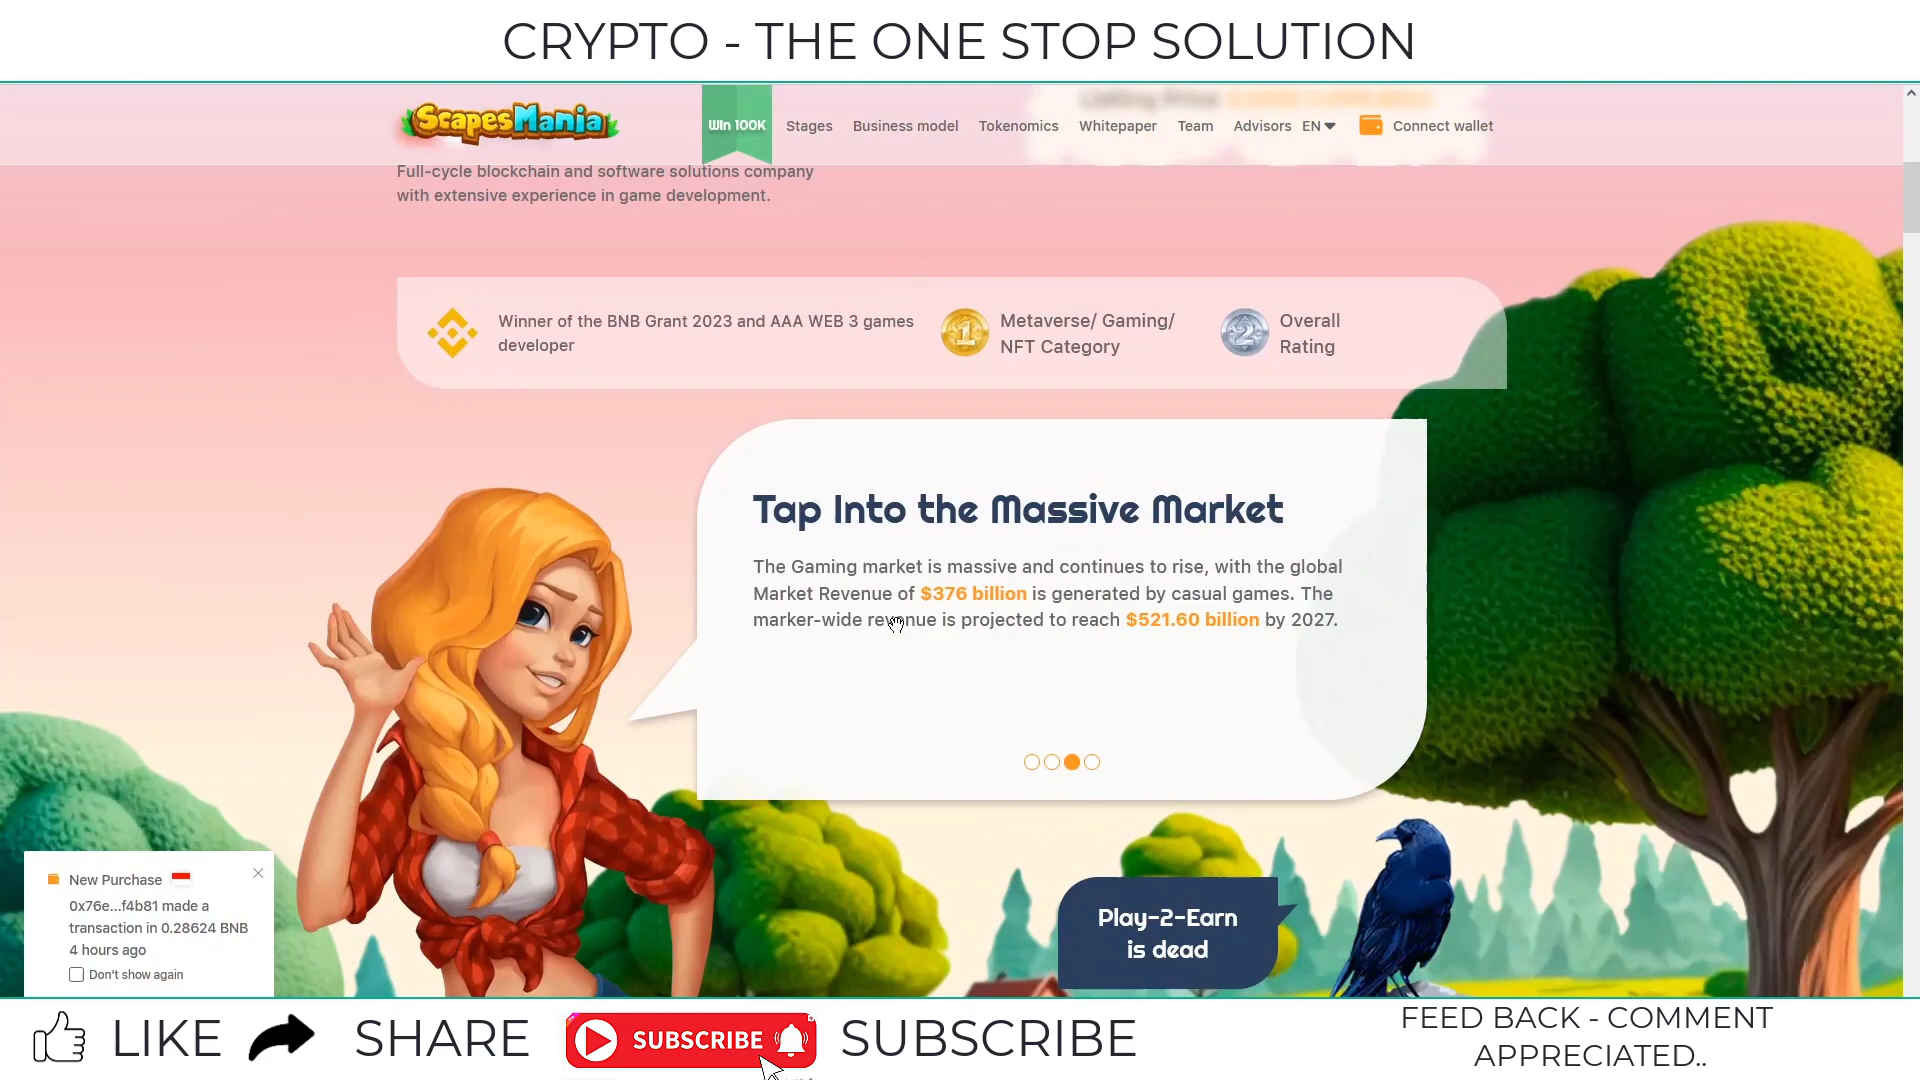 CRYPTO - THE ONE STOP SOLUTION
Listing Price
ScapesMania
Win 100K
Stages
Business model
Tokenomics
Whitepaper
Team
Advisors
EN
Connect wallet
Full-cycle blockchain and software solutions company
with extensive experience in game development.
Winner of the BNB Grant 2023 and AAA WEB 3 games
developer
1
Metaverse/ Gaming/
NFT Category
2
Overall
Rating
Tap Into the Massive Market
The Gaming market is massive and continues to rise, with the global
Market Revenue of $376 billion is generated by casual games. The
marker-wide revenue is projected to reach $521.60 billion by 2027.
New Purchase
0x76e...f4b81 made a
transaction in 0.28624 BNB
4 hours ago
Don't show again
Play-2-Earn
is dead
LIKE
SHARE
SUBSCRIBE
SUBSCRIBE
FEED BACK - COMMENT
APPRECIATED..